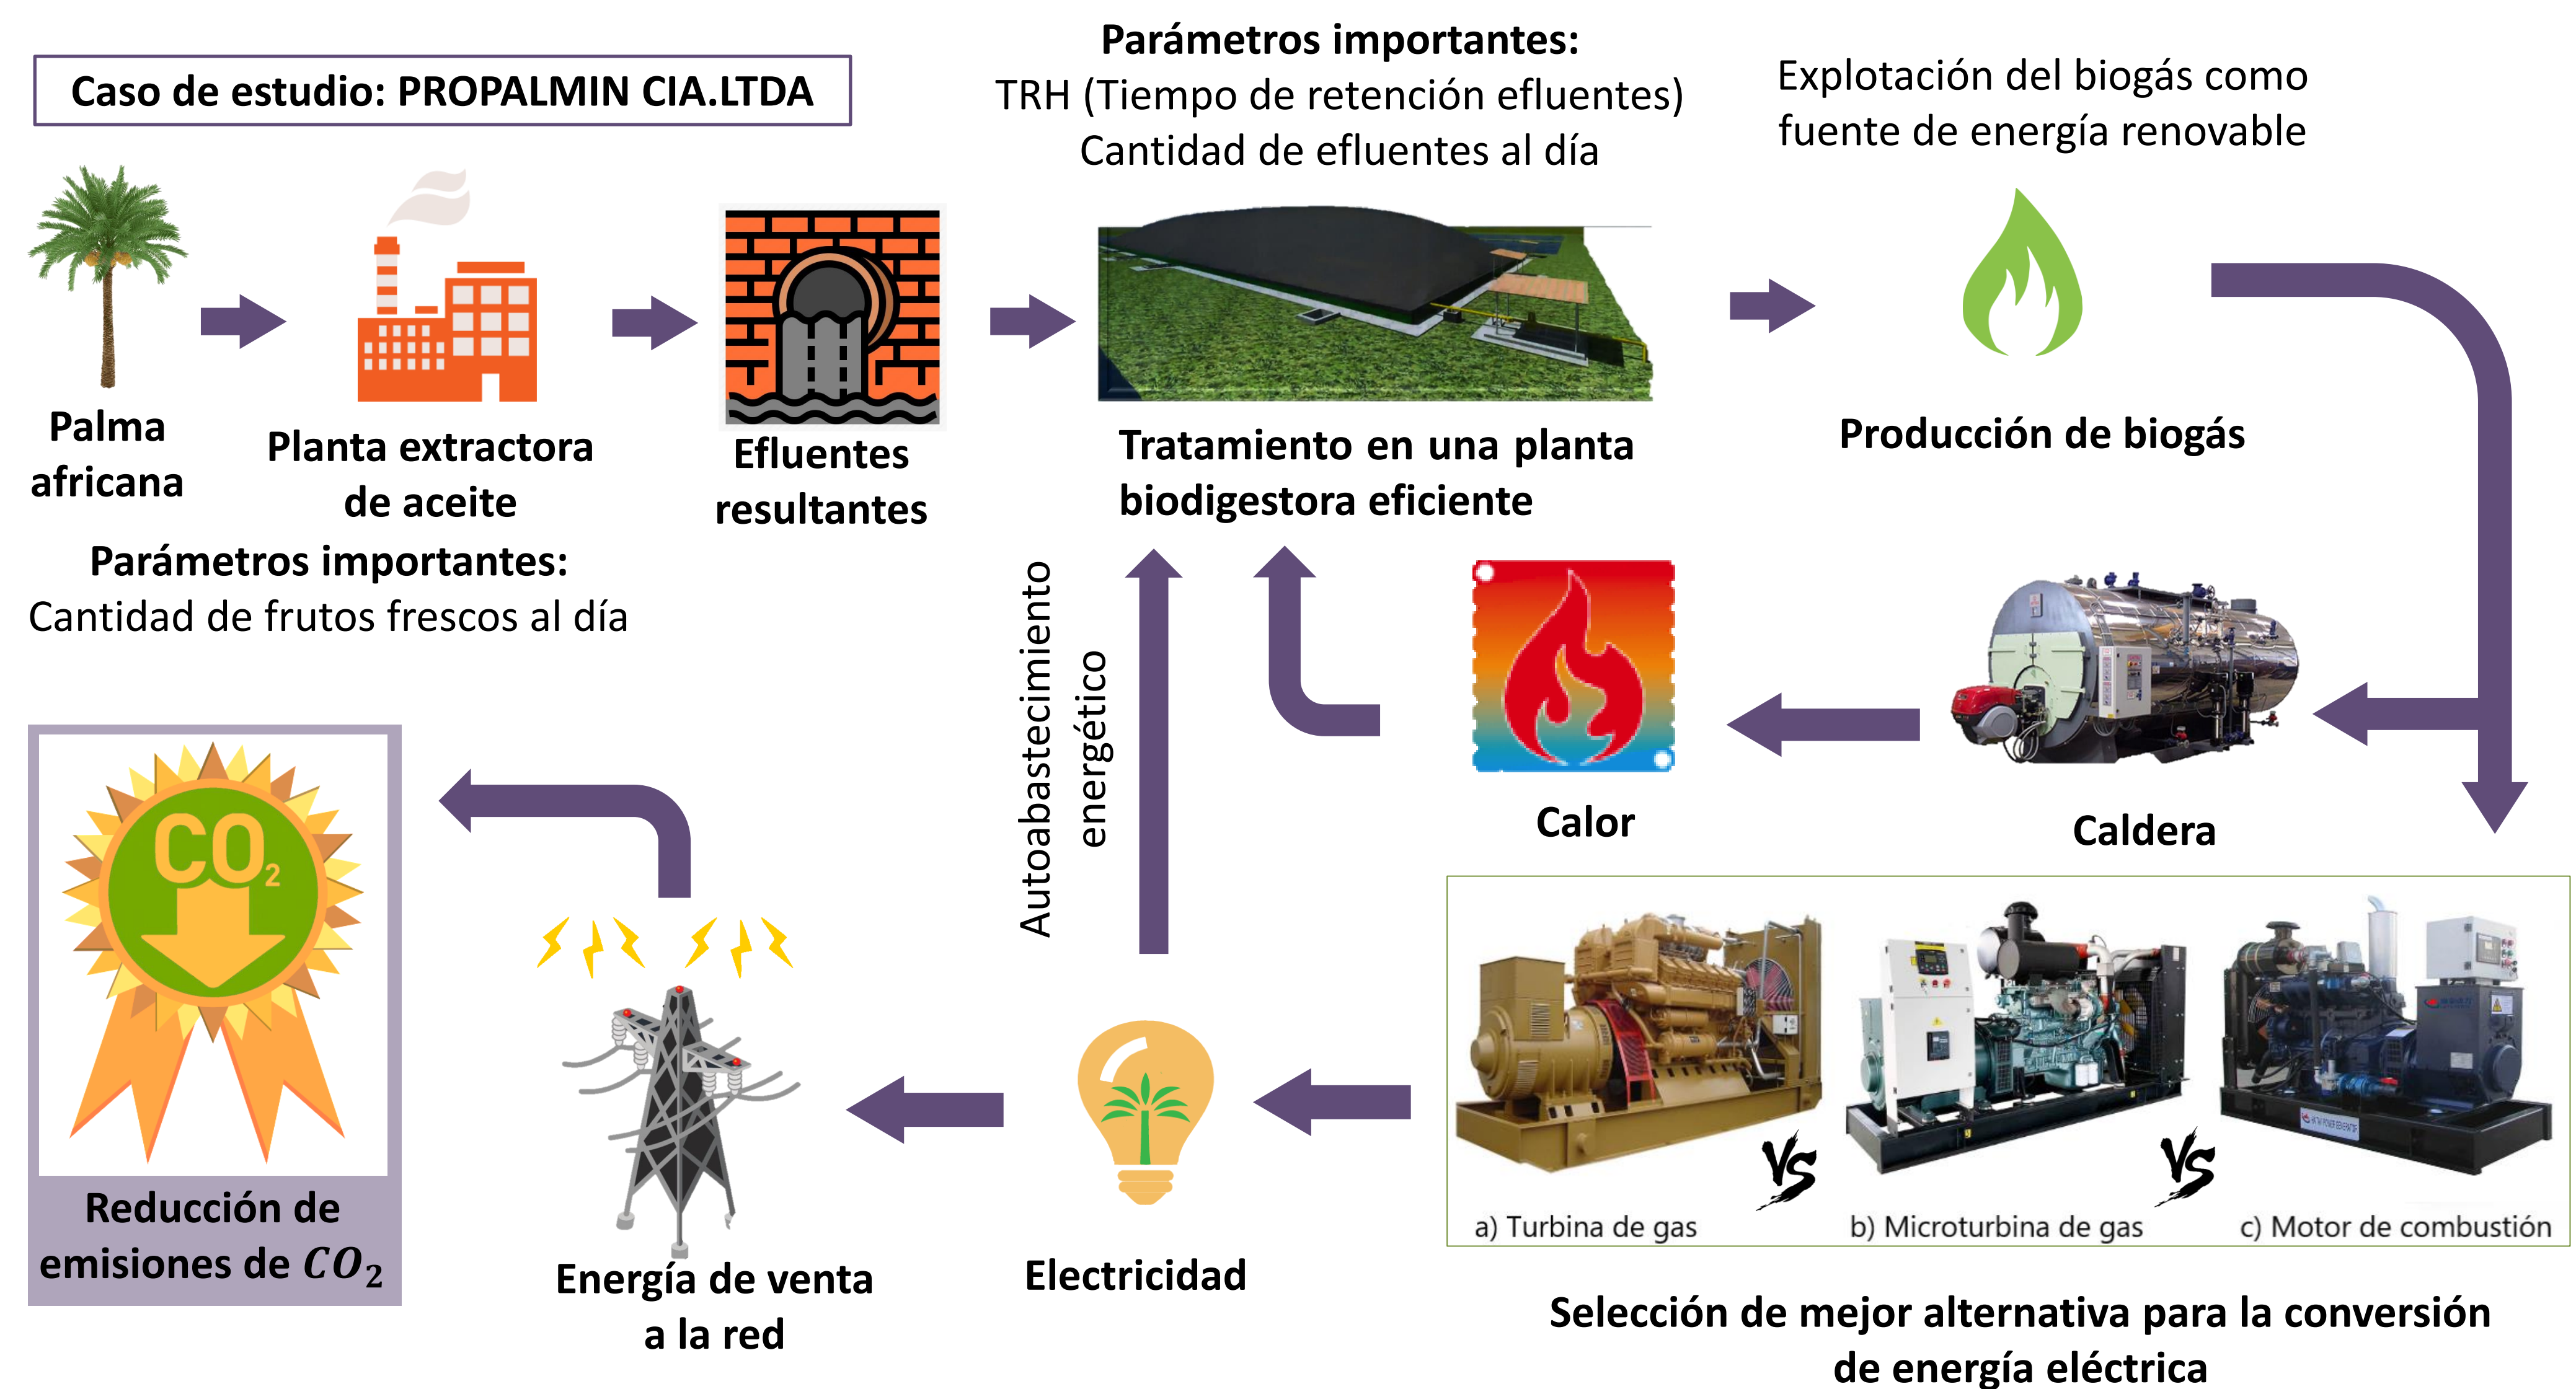 Caso de estudio: PROPALMIN CIA.LTDA
Parámetros importantes:
TRH (Tiempo de retención efluentes)
Cantidad de efluentes al día
Explotación del biogás como
fuente de energía renovable
Palma
africana
Planta extractora
de aceite
Efluentes
resultantes
Tratamiento en una planta
biodigestora eficiente
Producción de biogás
Parámetros importantes:
Cantidad de frutos frescos al día
Autoabastecimiento
energético
Calor
Caldera
CO₂
Reducción de
emisiones de CO₂
Energía de venta
a la red
Electricidad
VS
VS
a) Turbina de gas
b) Microturbina de gas
c) Motor de combustión
Selección de mejor alternativa para la conversión
de energía eléctrica